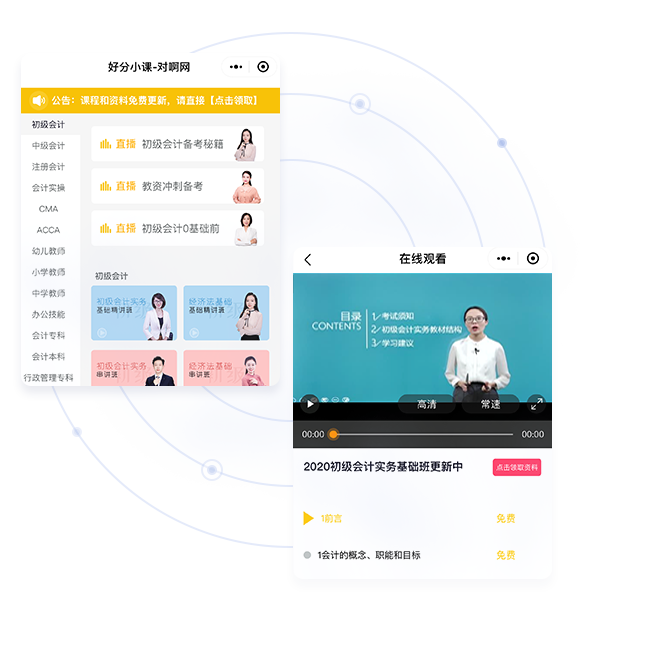 好分小课-对啊网
公告：课程和资料免费更新，请直接【点击领取】
初级会计
中级会计
注册会计
会计实操
CMA
ACCA
幼儿教师
小学教师
中学教师
办公技能
会计专科
会计本科
行政管理专科
直播 初级会计备考秘籍
直播 教资冲刺备考
直播 初级会计0基础前
初级会计
初级会计实务
基础精讲班
经济法基础
基础精讲班
初级会计实务
串讲班
经济法基础
串讲班
在线观看
目录
CONTENTS
1 考试须知
2 初级会计实务教材结构
3 学习建议
高清
常速
00:00
00:00
2020初级会计实务基础班更新中
点击领取资料
1前言
免费
1会计的概念、职能和目标
免费